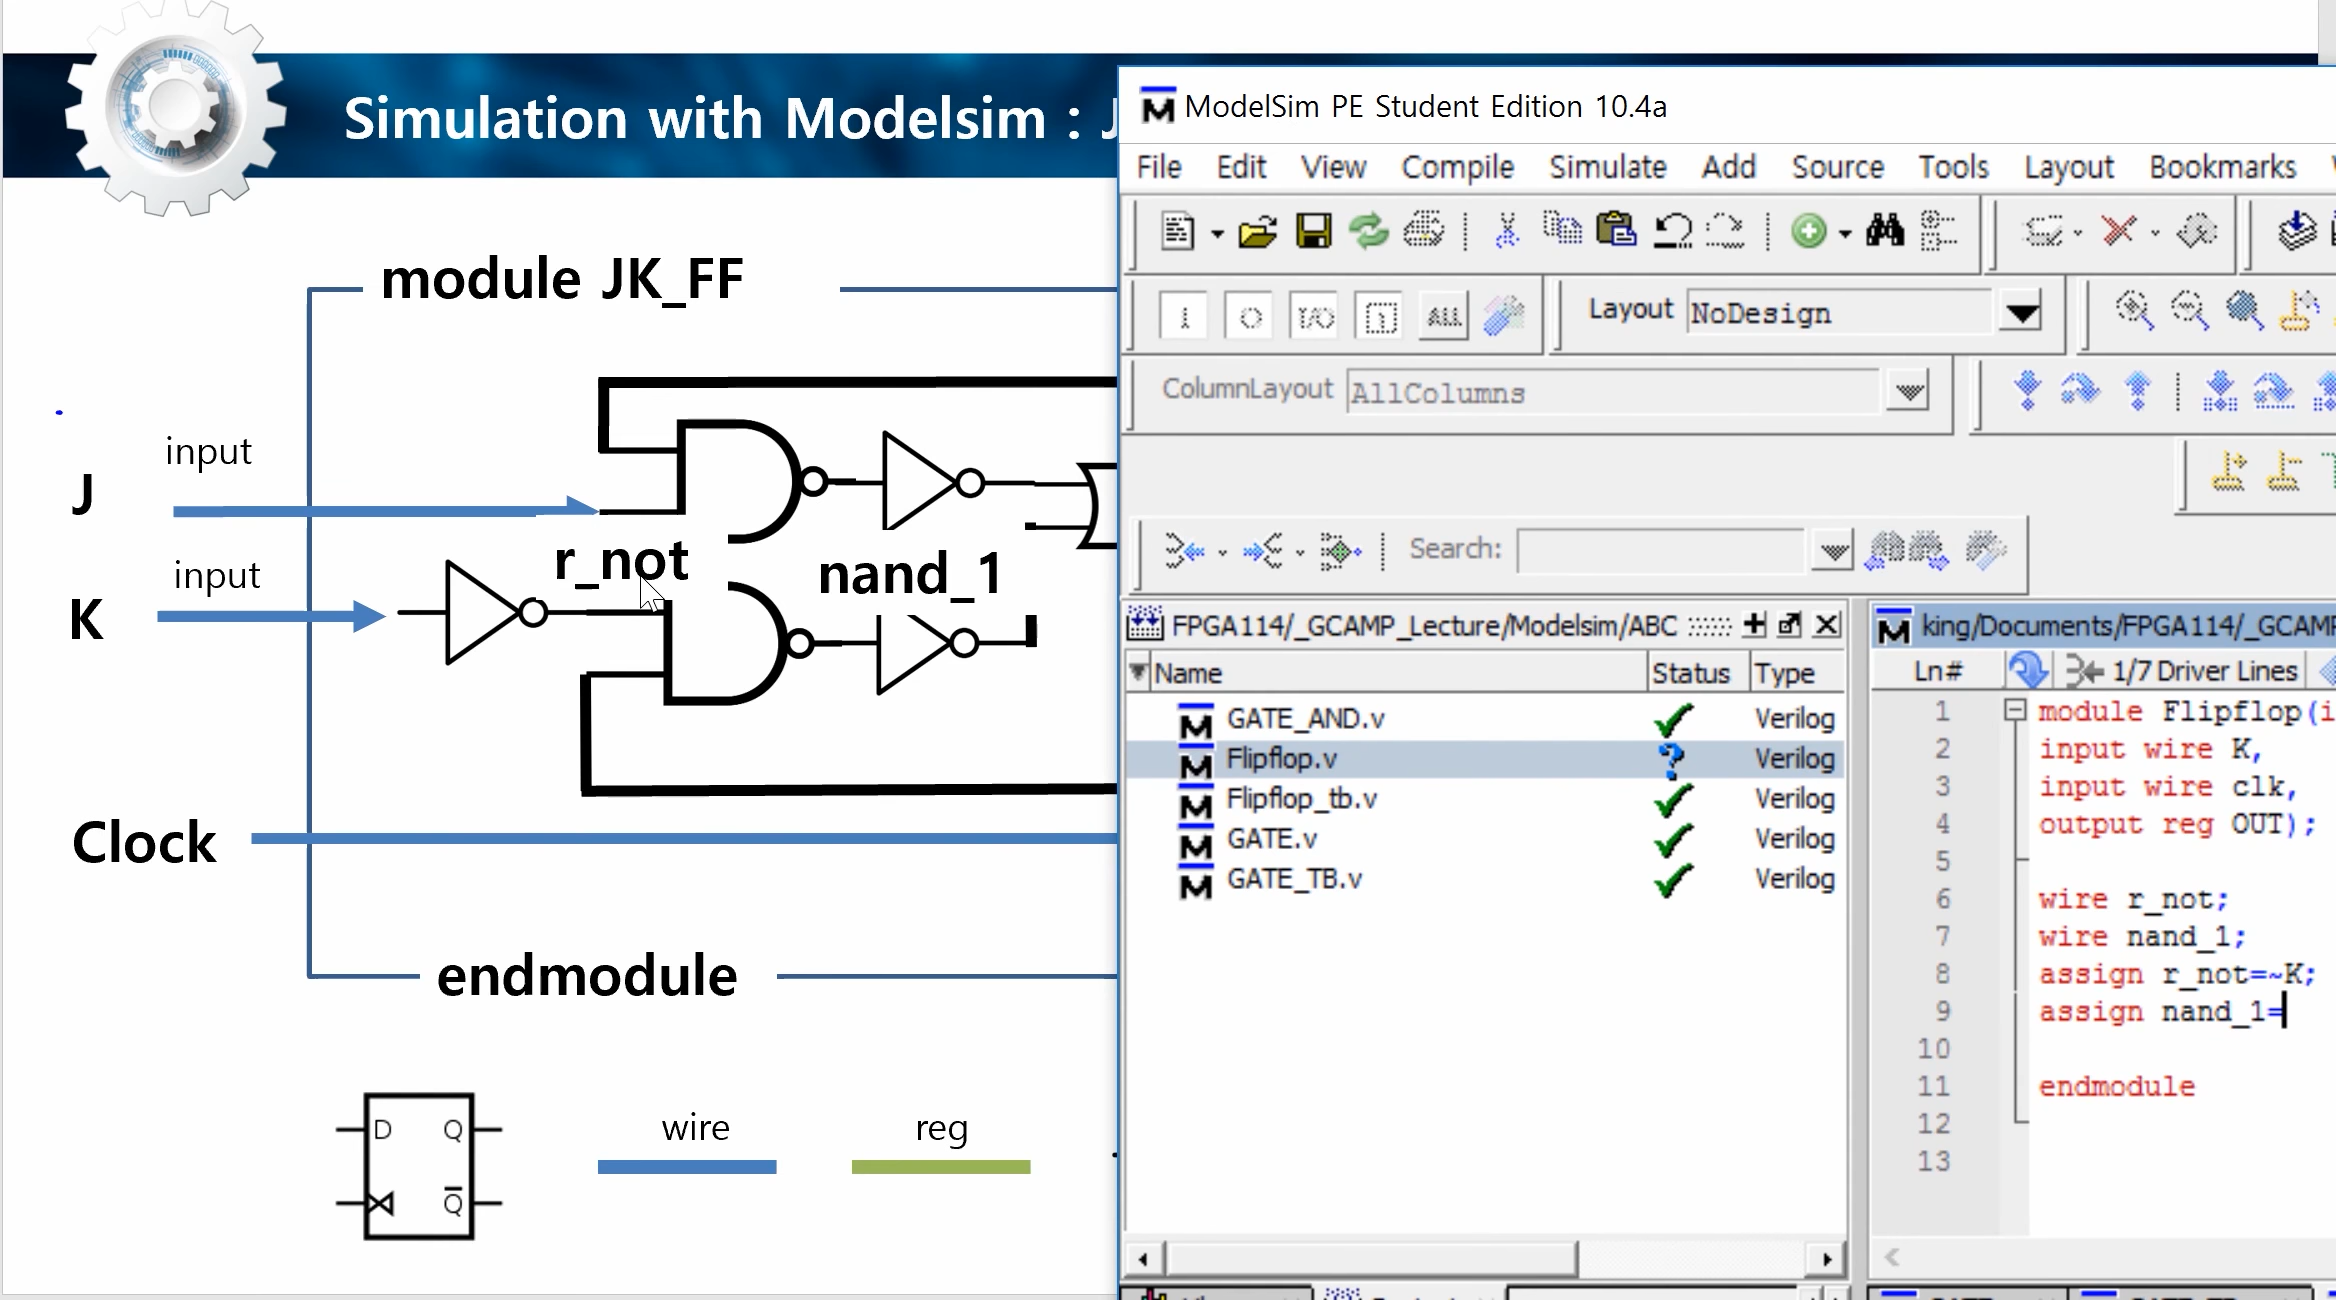 Simulation with Modelsim : J
module JK_FF
input
J
input
K
r_not
nand_1
Clock
endmodule
D Q
Q
wire
reg
ModelSim PE Student Edition 10.4a
File Edit View Compile Simulate Add Source Tools Layout Bookmarks
ALL
Layout NoDesign
ColumnLayout AllColumns
Search:
FPGA114/_GCAMP_Lecture/Modelsim/ABC
Name Status Type
GATE_AND.v Verilog
Flipflop.v ? Verilog
Flipflop_tb.v Verilog
GATE.v Verilog
GATE_TB.v Verilog
king/Documents/FPGA114/_GCAMP
Ln# 1/7 Driver Lines
1 module Flipflop(i
2 input wire K,
3 input wire clk,
4 output reg OUT);
5
6 wire r_not;
7 wire nand_1;
8 assign r_not=~K;
9 assign nand_1=
10
11 endmodule
12
13